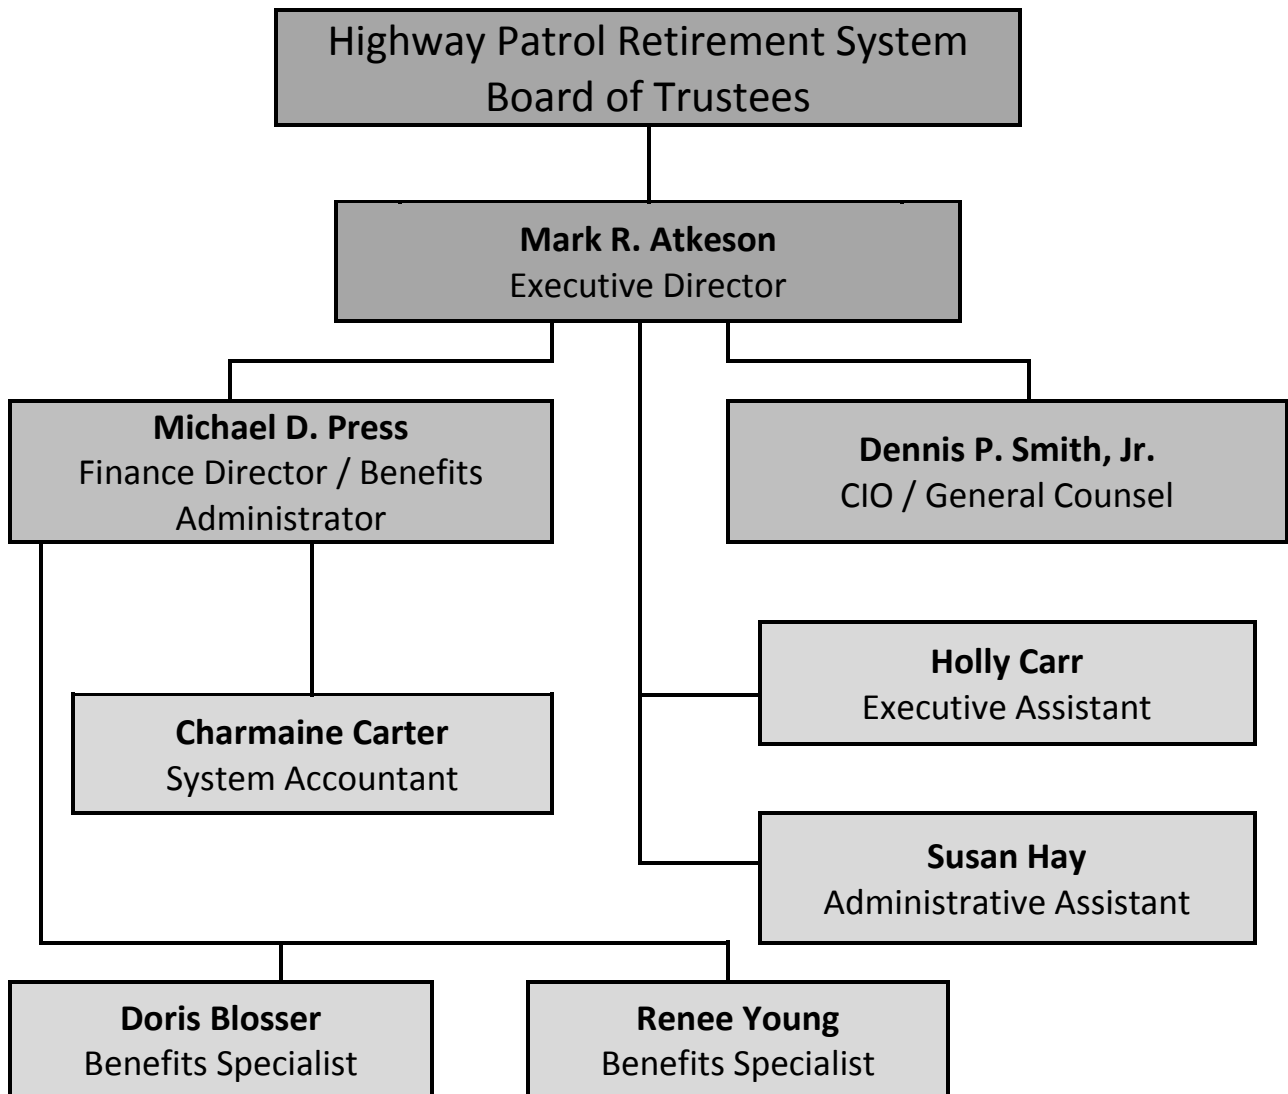 Highway Patrol Retirement System
Board of Trustees
Mark R. Atkeson
Executive Director
Michael D. Press
Finance Director / Benefits
Administrator
Dennis P. Smith, Jr.
CIO / General Counsel
Holly Carr
Executive Assistant
Charmaine Carter
System Accountant
Susan Hay
Administrative Assistant
Doris Blosser
Benefits Specialist
Renee Young
Benefits Specialist